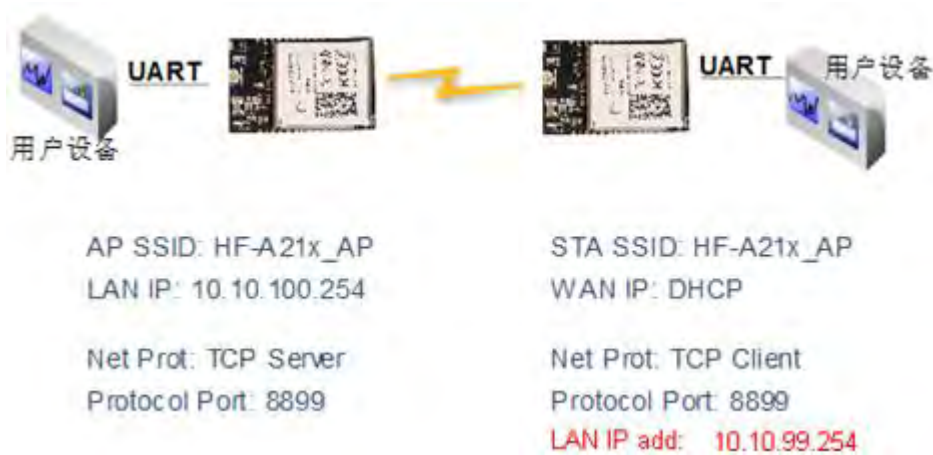 UART
UART
用户设备
用户设备
AP SSID: HF-A21x_AP
LAN IP: 10.10.100.254
Net Prot: TCP Server
Protocol Port: 8899
STA SSID: HF-A21x_AP
WAN IP: DHCP
Net Prot: TCP Client
Protocol Port: 8899
LAN IP add: 10.10.99.254